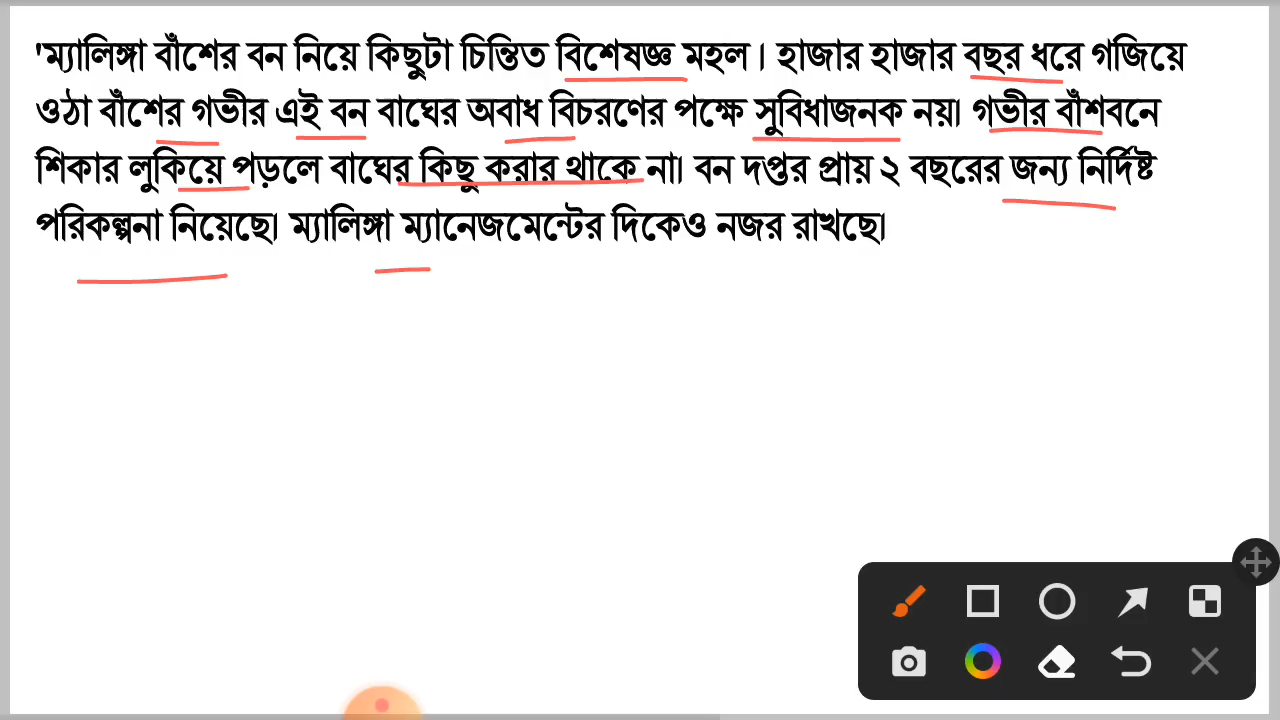 'ম্যালিঙ্গা বাঁশের বন নিয়ে কিছুটা চিন্তিত বিশেষজ্ঞ মহল। হাজার হাজার বছর ধরে গজিয়ে
ওঠা বাঁশের গভীর এই বন বাঘের অবাধ বিচরণের পক্ষে সুবিধাজনক নয়। গভীর বাঁশবনে
শিকার লুকিয়ে পড়লে বাঘের কিছু করার থাকে না। বন দপ্তর প্রায় ২ বছরের জন্য নির্দিষ্ট
পরিকল্পনা নিয়েছে। ম্যালিঙ্গা ম্যানেজমেন্টের দিকেও নজর রাখছে।